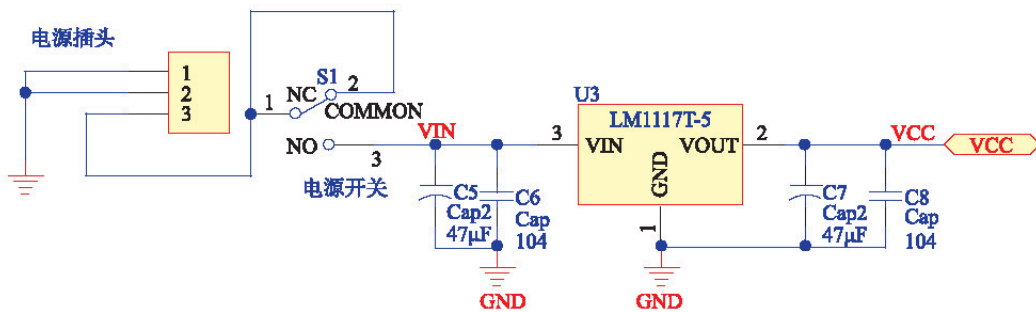 电源插头
1
2
3
S1
1
NC
2
COMMON
NO
3
电源开关
VIN
C5
Cap2
47μF
C6
Cap
104
GND
U3
LM1117T-5
3
VIN
VOUT
2
GND
1
GND
VCC
VCC
C7
Cap2
47μF
C8
Cap
104